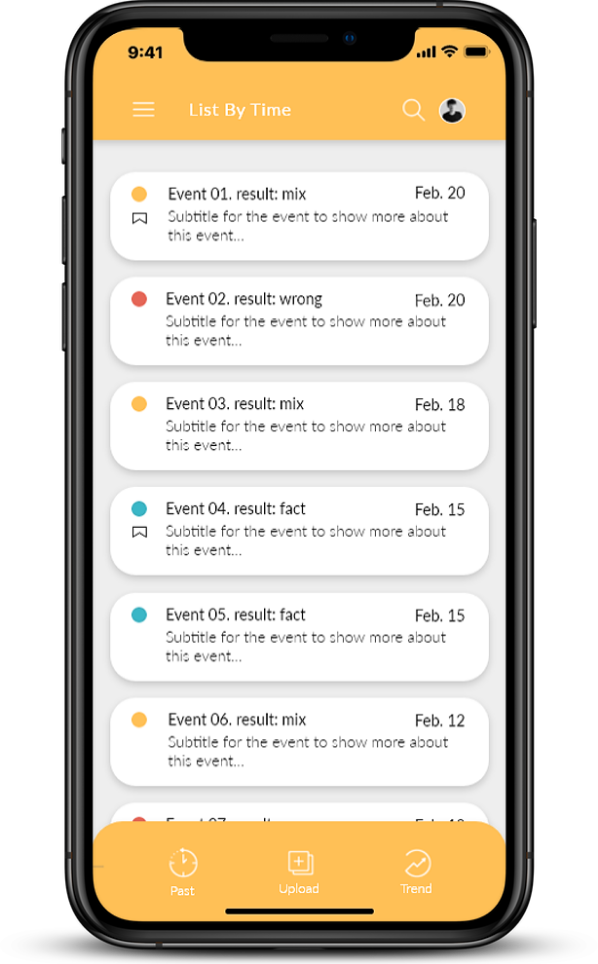 9:41
List By Time
Event 01. result: mix
Feb. 20
Subtitle for the event to show more about
this event...
Event 02. result: wrong
Feb. 20
Subtitle for the event to show more about
this event...
Event 03. result: mix
Feb. 18
Subtitle for the event to show more about
this event...
Event 04. result: fact
Feb. 15
Subtitle for the event to show more about
this event...
Event 05. result: fact
Feb. 15
Subtitle for the event to show more about
this event...
Event 06. result: mix
Feb. 12
Subtitle for the event to show more about
this event...
Past
Upload
Trend